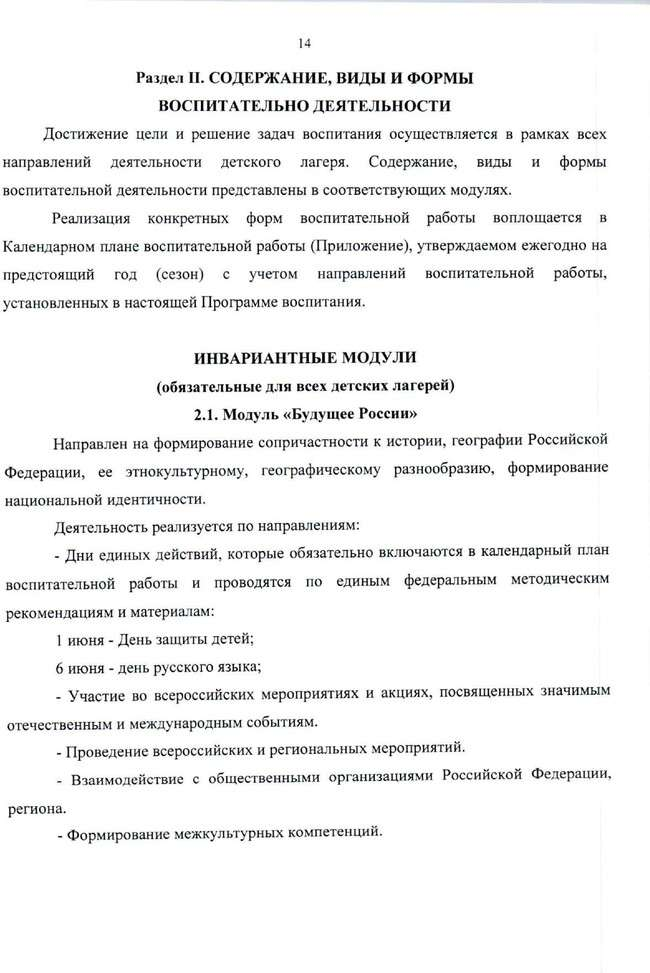 14
Раздел II. СОДЕРЖАНИЕ, ВИДЫ И ФОРМЫ
ВОСПИТАТЕЛЬНО ДЕЯТЕЛЬНОСТИ
Достижение цели и решение задач воспитания осуществляется в рамках всех
направлений деятельности детского лагеря. Содержание, виды и формы
воспитательной деятельности представлены в соответствующих модулях.
Реализация конкретных форм воспитательной работы воплощается в
Календарном плане воспитательной работы (Приложение), утверждаемом ежегодно на
предстоящий год (сезон) с учетом направлений воспитательной работы,
установленных в настоящей Программе воспитания.
ИНВАРИАНТНЫЕ МОДУЛИ
(обязательные для всех детских лагерей)
2.1. Модуль «Будущее России»
Направлен на формирование сопричастности к истории, географии Российской
Федерации, ее этнокультурному, географическому разнообразию, формирование
национальной идентичности.
Деятельность реализуется по направлениям:
- Дни единых действий, которые обязательно включаются в календарный план
воспитательной работы и проводятся по единым федеральным методическим
рекомендациям и материалам:
1 июня - День защиты детей;
6 июня - день русского языка;
- Участие во всероссийских мероприятиях и акциях, посвященных значимым
отечественным и международным событиям.
- Проведение всероссийских и региональных мероприятий.
- Взаимодействие с общественными организациями Российской Федерации,
региона.
- Формирование межкультурных компетенций.